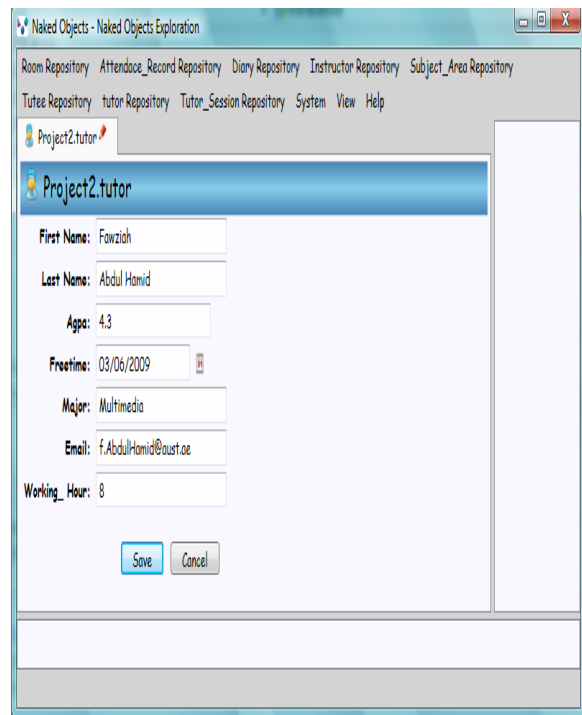 Naked Objects - Naked Objects Exploration
Room Repository Attendace_Record Repository Diary Repository Instructor Repository Subject_Area Repository
Tutee Repository tutor Repository Tutor_Session Repository System View Help
Project2.tutor
Project2.tutor
First Name: Fawziah
Last Name: Abdul Hamid
Agpa: 4.3
Freetime: 03/06/2009
Major: Multimedia
Email: f.AbdulHamid@aust.ae
Working_ Hour: 8
Save Cancel